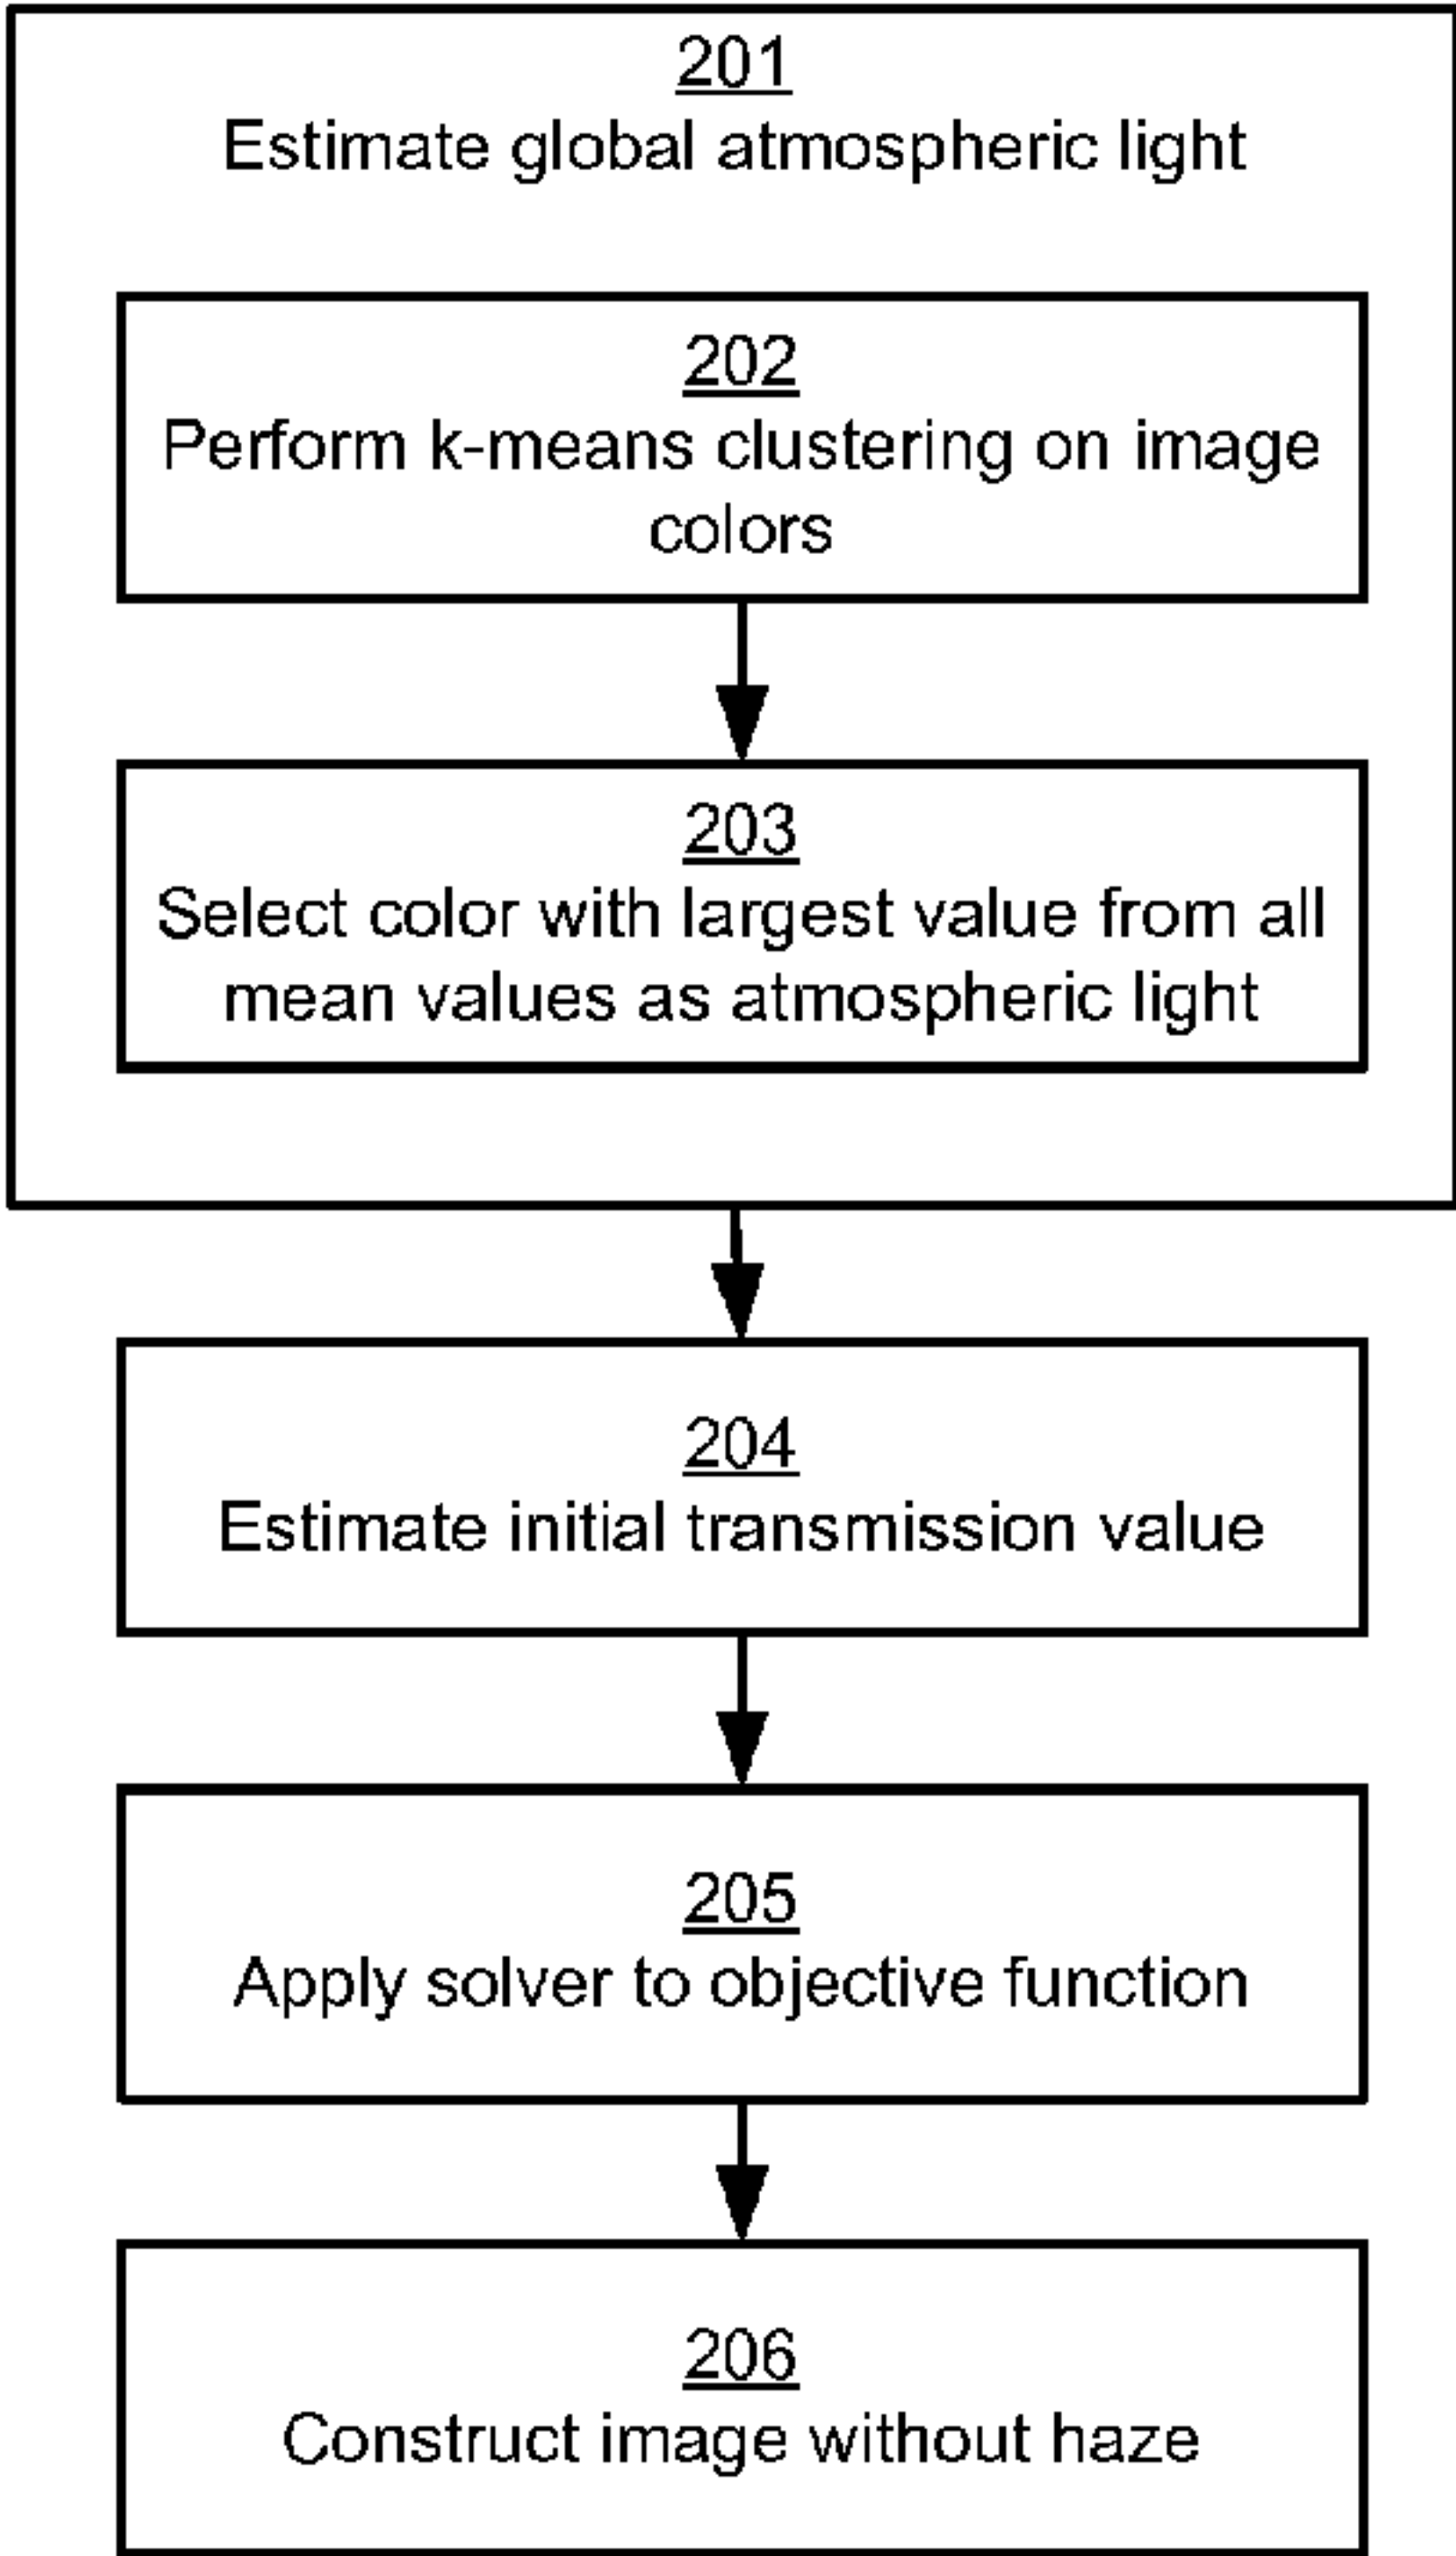 201
Estimate global atmospheric light
202
Perform k-means clustering on image
colors
203
Select color with largest value from all
mean values as atmospheric light
204
Estimate initial transmission value
205
Apply solver to objective function
206
Construct image without haze